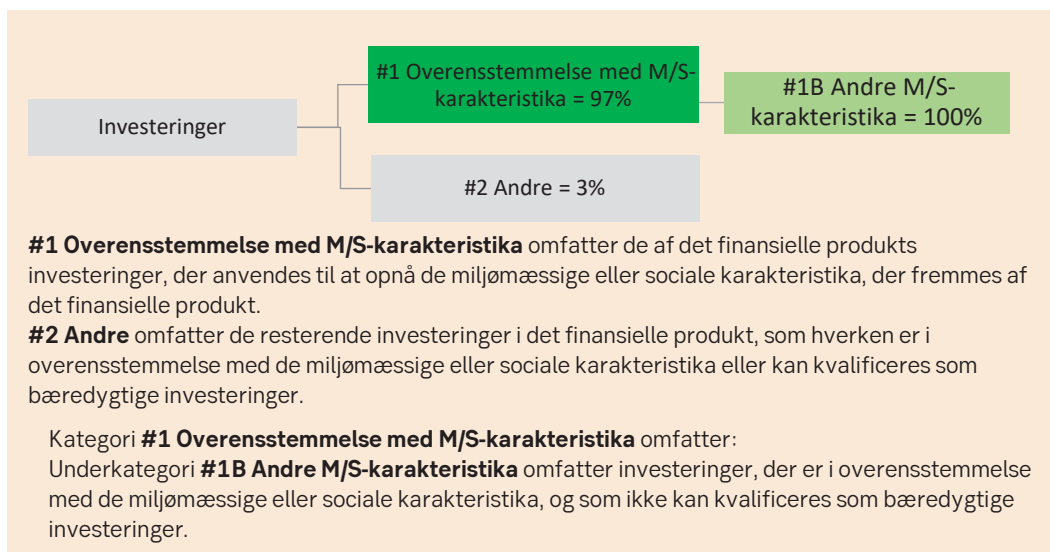 #1 Overensstemmelse med M/S-
karakteristika = 97%
#1B Andre M/S-
karakteristika = 100%
Investeringer
#2 Andre = 3%
#1 Overensstemmelse med M/S-karakteristika omfatter de af det finansielle produkts
investeringer, der anvendes til at opnå de miljømæssige eller sociale karakteristika, der fremmes af
det finansielle produkt.
#2 Andre omfatter de resterende investeringer i det finansielle produkt, som hverken er i
overensstemmelse med de miljømæssige eller sociale karakteristika eller kan kvalificeres som
bæredygtige investeringer.
Kategori #1 Overensstemmelse med M/S-karakteristika omfatter:
Underkategori #1B Andre M/S-karakteristika omfatter investeringer, der er i overensstemmelse
med de miljømæssige eller sociale karakteristika, og som ikke kan kvalificeres som bæredygtige
investeringer.